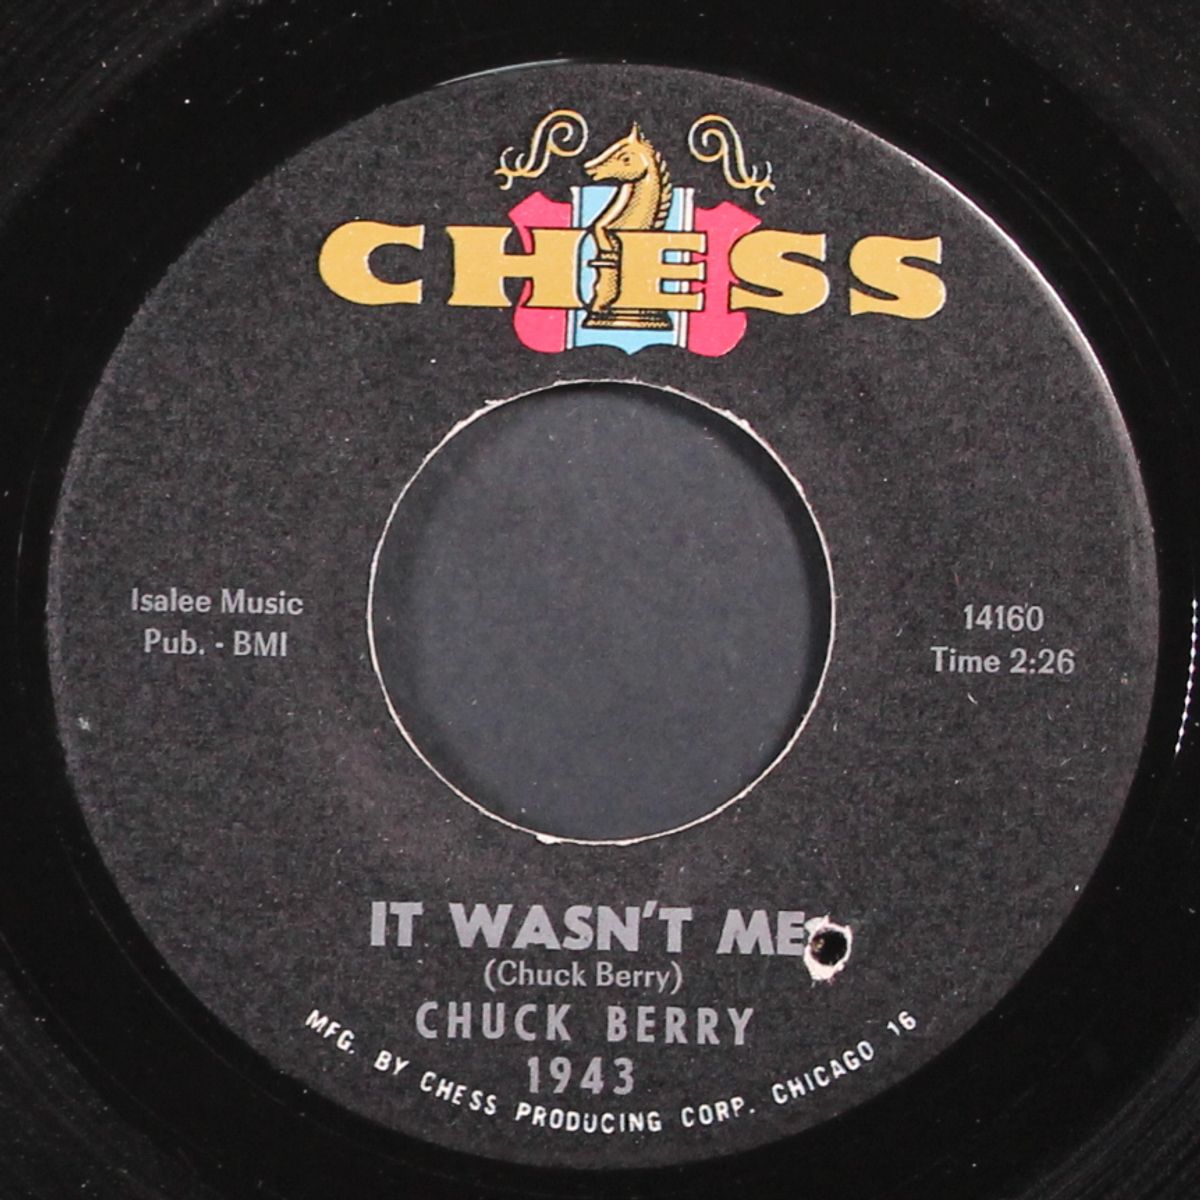 CHESS
Isalee Music
Pub. - BMI
14160
Time 2:26
IT WASN'T ME
(Chuck Berry)
CHUCK BERRY
1943
MFG. BY CHESS PRODUCING CORP. CHICAGO 16